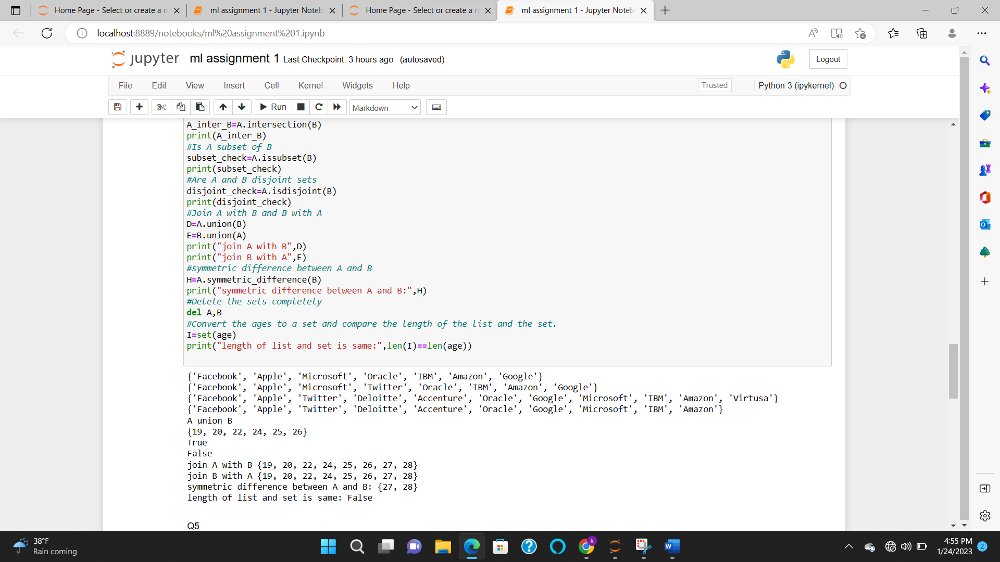 Home Page - Select or create a n
ml assignment 1 - Jupyter Noteb
Home Page - Select or create a n
ml assignment 1 - Jupyter Noteb
localhost:8889/notebooks/ml%20assignment%201.ipynb
jupyter ml assignment 1 Last Checkpoint: 3 hours ago (autosaved)
Logout
File Edit View Insert Cell Kernel Widgets Help
Trusted
Python 3 (ipykernel)
Run
Markdown
A_inter_B=A.intersection(B)
print(A_inter_B)
#Is A subset of B
subset_check=A.issubset(B)
print(subset_check)
#Are A and B disjoint sets
disjoint_check=A.isdisjoint(B)
print(disjoint_check)
#Join A with B and B with A
D=A.union(B)
E=B.union(A)
print("join A with B",D)
print("join B with A",E)
#symmetric difference between A and B
H=A.symmetric_difference(B)
print("symmetric difference between A and B:",H)
#Delete the sets completely
del A,B
#Convert the ages to a set and compare the length of the list and the set.
I=set(age)
print("length of list and set is same:",len(I)==len(age))
{'Facebook', 'Apple', 'Microsoft', 'Oracle', 'IBM', 'Amazon', 'Google'}
{'Facebook', 'Apple', 'Microsoft', 'Twitter', 'Oracle', 'IBM', 'Amazon', 'Google'}
{'Facebook', 'Apple', 'Twitter', 'Deloitte', 'Accenture', 'Oracle', 'Google', 'Microsoft', 'IBM', 'Amazon', 'Virtusa'}
{'Facebook', 'Apple', 'Twitter', 'Deloitte', 'Accenture', 'Oracle', 'Google', 'Microsoft', 'IBM', 'Amazon'}
A union B
{19, 20, 22, 24, 25, 26}
True
False
join A with B {19, 20, 22, 24, 25, 26, 27, 28}
join B with A {19, 20, 22, 24, 25, 26, 27, 28}
symmetric difference between A and B: {27, 28}
length of list and set is same: False
Q5
38°F
Rain coming
k
4:55 PM
1/24/2023
2